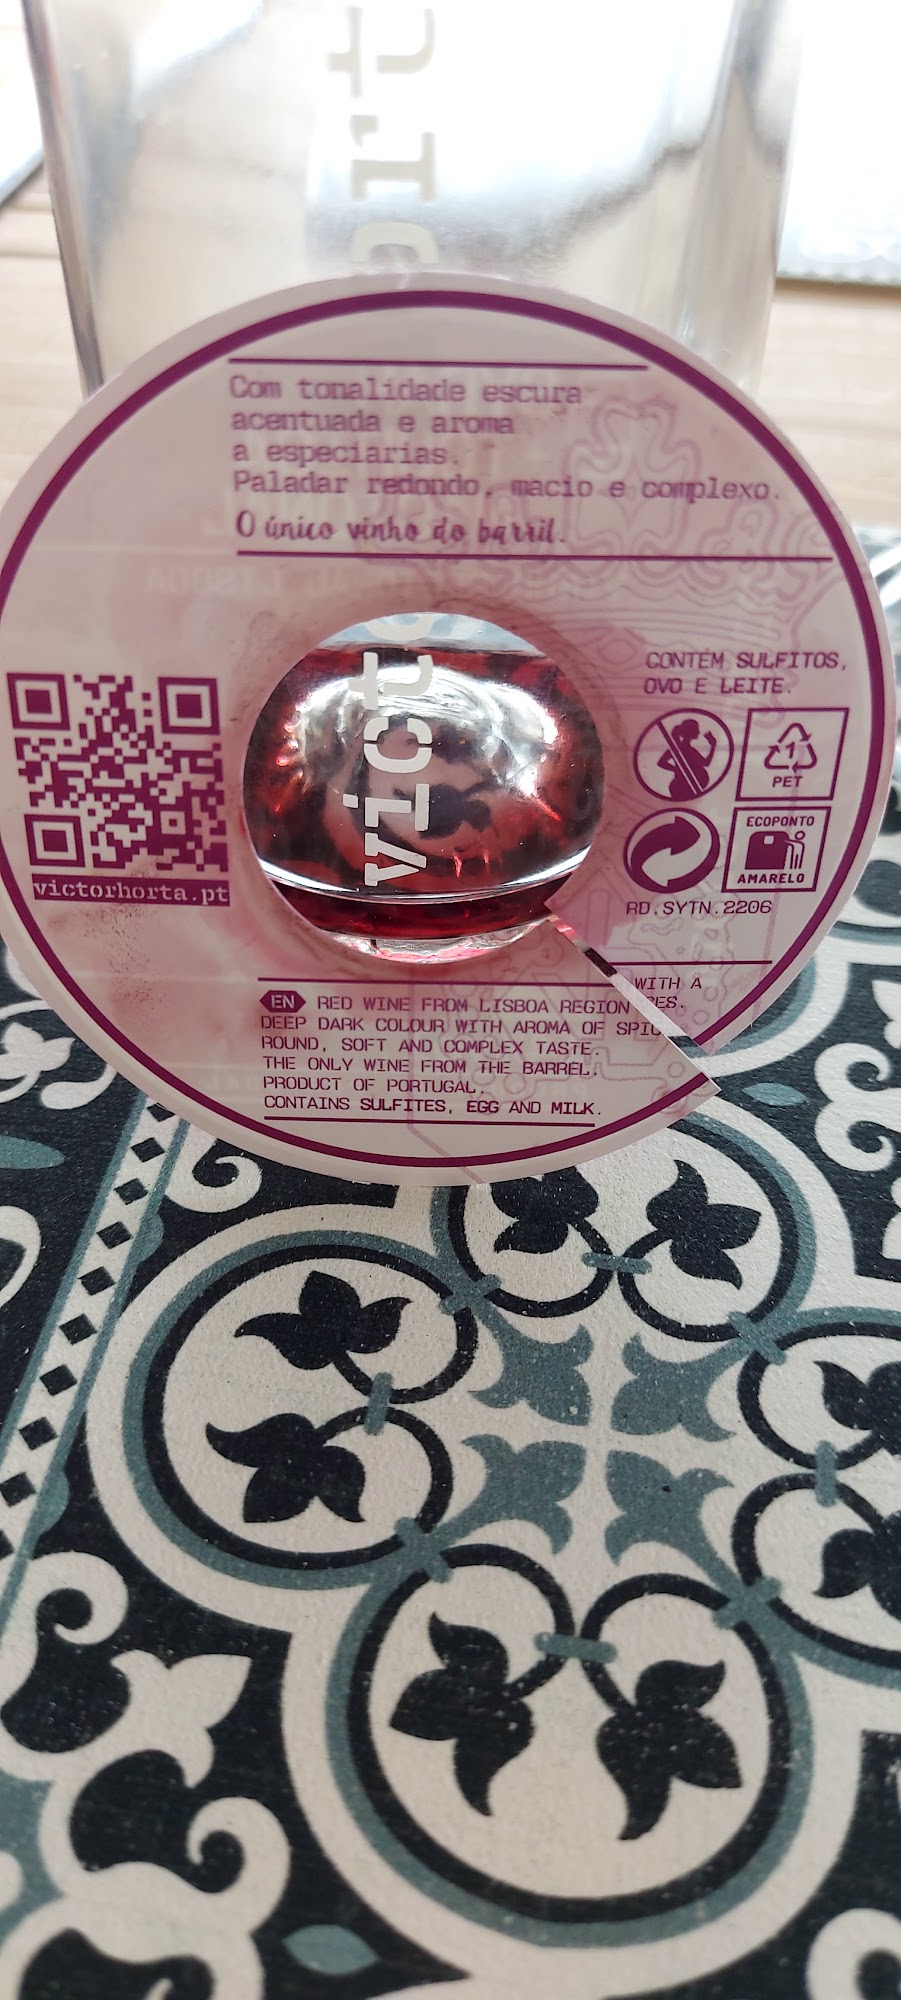 Com tonalidade escura
acentuada e aroma
a especiarias.
Paladar redondo, macio e complexo.
O único vinho do barril.
CONTÉM SULFITOS,
OVO E LEITE.
1
PET
ECOPONTO
AMARELO
RD.SYTN.2206
victorhorta.pt
victo
ort
EN RED WINE FROM LISBOA REGION WITH A
DEEP DARK COLOUR WITH AROMA OF SPIC
ROUND, SOFT AND COMPLEX TASTE.
THE ONLY WINE FROM THE BARREL.
PRODUCT OF PORTUGAL.
CONTAINS SULFITES, EGG AND MILK.